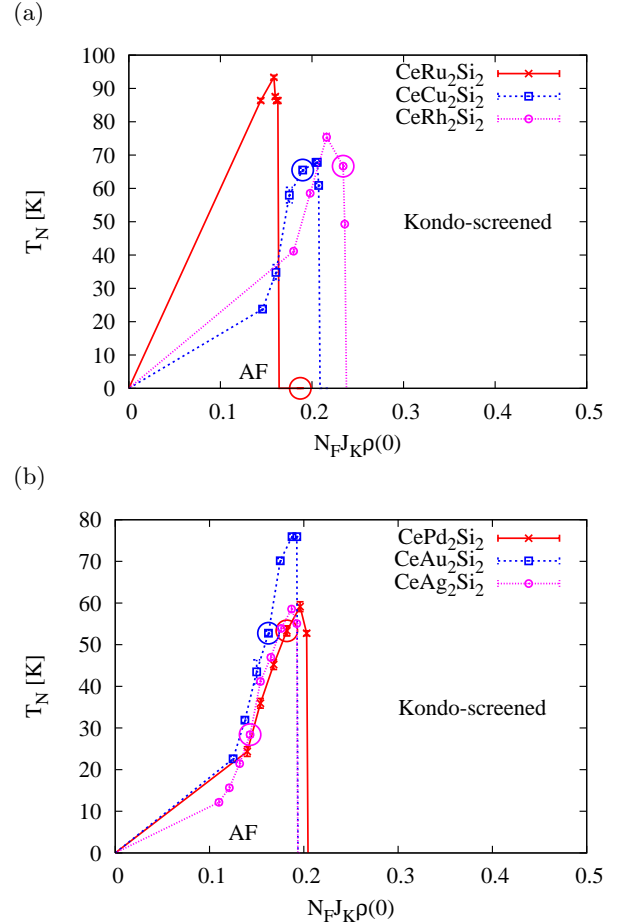 (a)
100
90
80
70
60
50
40
30
20
10
0
T_N [K]
CeRu₂Si₂
CeCu₂Si₂
CeRh₂Si₂
Kondo-screened
AF
0 0.1 0.2 0.3 0.4 0.5
N_F J_K ρ(0)
(b)
80
70
60
50
40
30
20
10
0
T_N [K]
CePd₂Si₂
CeAu₂Si₂
CeAg₂Si₂
Kondo-screened
AF
0 0.1 0.2 0.3 0.4 0.5
N_F J_K ρ(0)